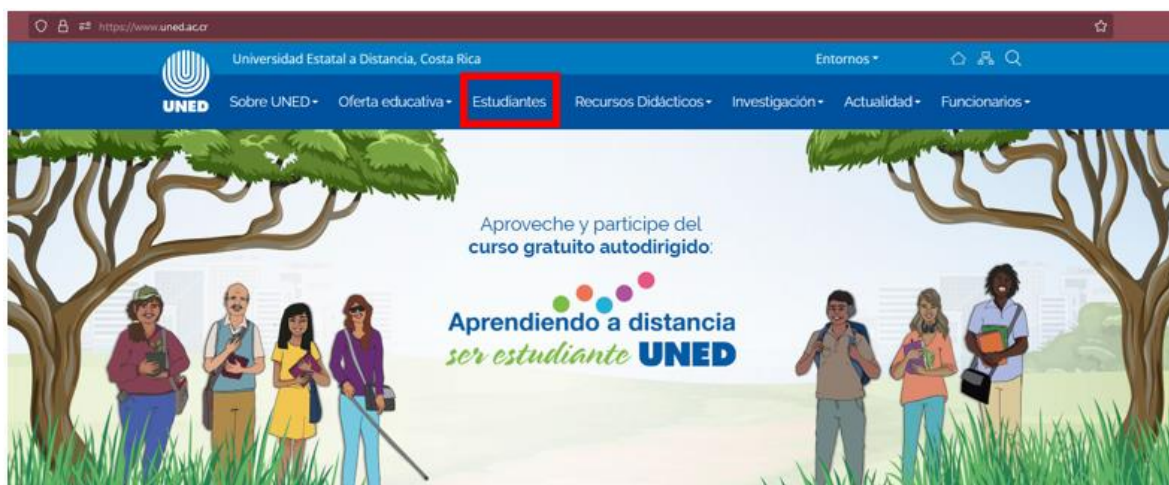 https://www.uned.ac.cr
Universidad Estatal a Distancia, Costa Rica
Entornos
UNED
Sobre UNED
Oferta educativa
Estudiantes
Recursos Didácticos
Investigación
Actualidad
Funcionarios
Aproveche y participe del
curso gratuito autodirigido:
Aprendiendo a distancia
ser estudiante UNED